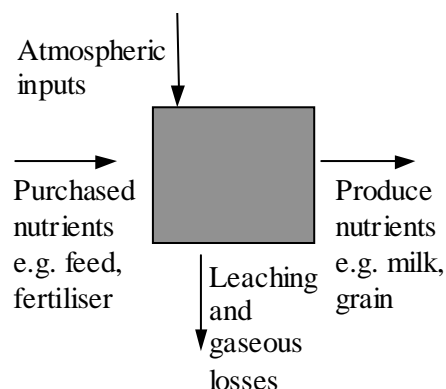 Atmospheric
inputs
Purchased
nutrients
e.g. feed,
fertiliser
Produce
nutrients
e.g. milk,
grain
Leaching
and
gaseous
losses